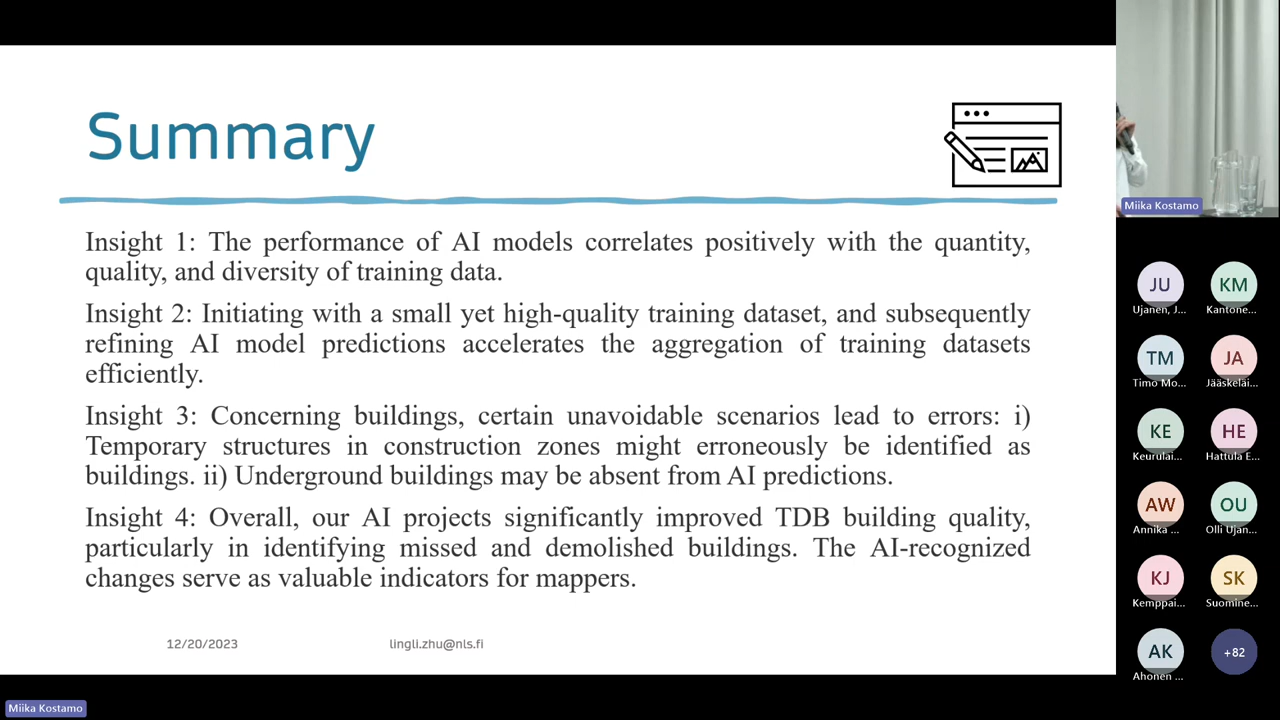 Summary
Insight 1: The performance of AI models correlates positively with the quantity,
quality, and diversity of training data.
Insight 2: Initiating with a small yet high-quality training dataset, and subsequently
refining AI model predictions accelerates the aggregation of training datasets
efficiently.
Insight 3: Concerning buildings, certain unavoidable scenarios lead to errors: i)
Temporary structures in construction zones might erroneously be identified as
buildings. ii) Underground buildings may be absent from AI predictions.
Insight 4: Overall, our AI projects significantly improved TDB building quality,
particularly in identifying missed and demolished buildings. The AI-recognized
changes serve as valuable indicators for mappers.
12/20/2023
lingli.zhu@nls.fi
Miika Kostamo
Miika Kostamo
JU
KM
Ujanen, J...
Kantone...
TM
JA
Timo Mo...
Jääskeläi...
KE
HE
Keurulai...
Hattula E...
AW
OU
Annika ...
Olli Ujan...
KJ
SK
Kemppai...
Suomine...
AK
+82
Ahonen ...